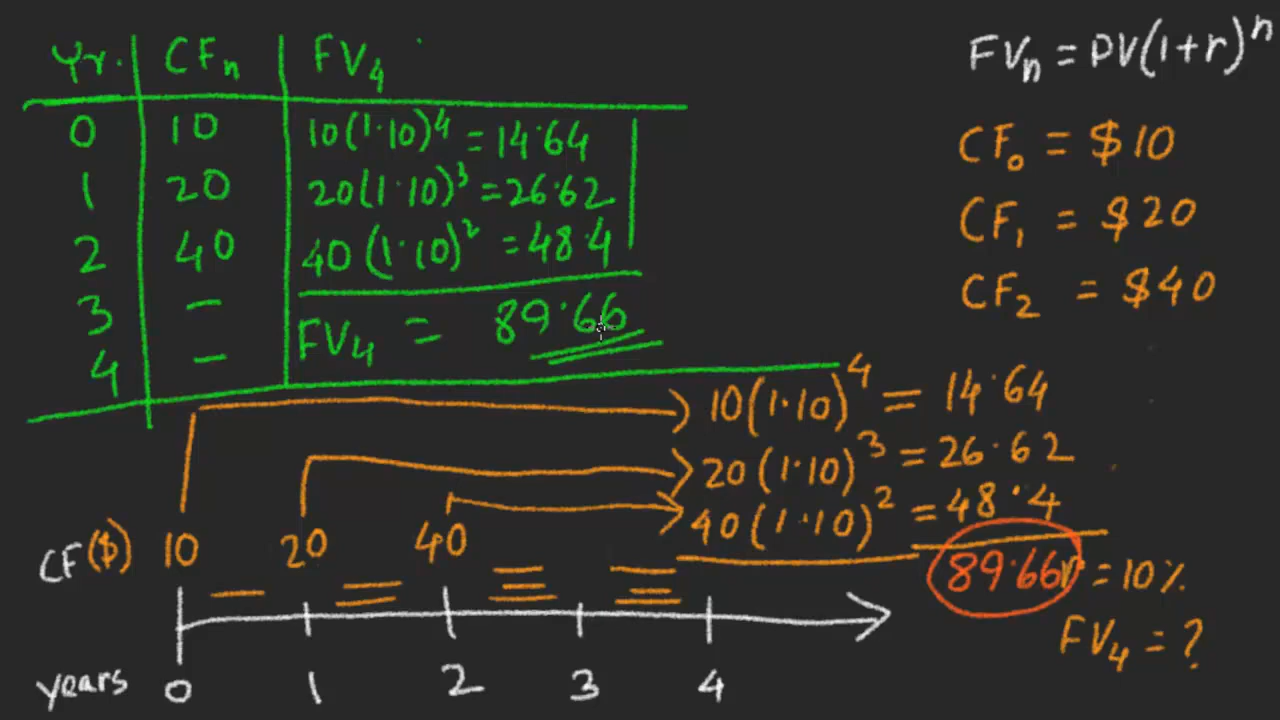 Yr. CFn FV4
0 10 10(1·10)^4 = 14·64
1 20 20(1·10)^3 = 26·62
2 40 40(1·10)^2 = 48·4
3 –
FV4 = 89·66
4 –
FVn = PV(1+r)^n
CF0 = $10
CF1 = $20
CF2 = $40
10(1·10)^4 = 14·64
20(1·10)^3 = 26·62
40(1·10)^2 = 48·4
89·66
CF($) 10 20 40
r = 10%
FV4 = ?
years 0 1 2 3 4